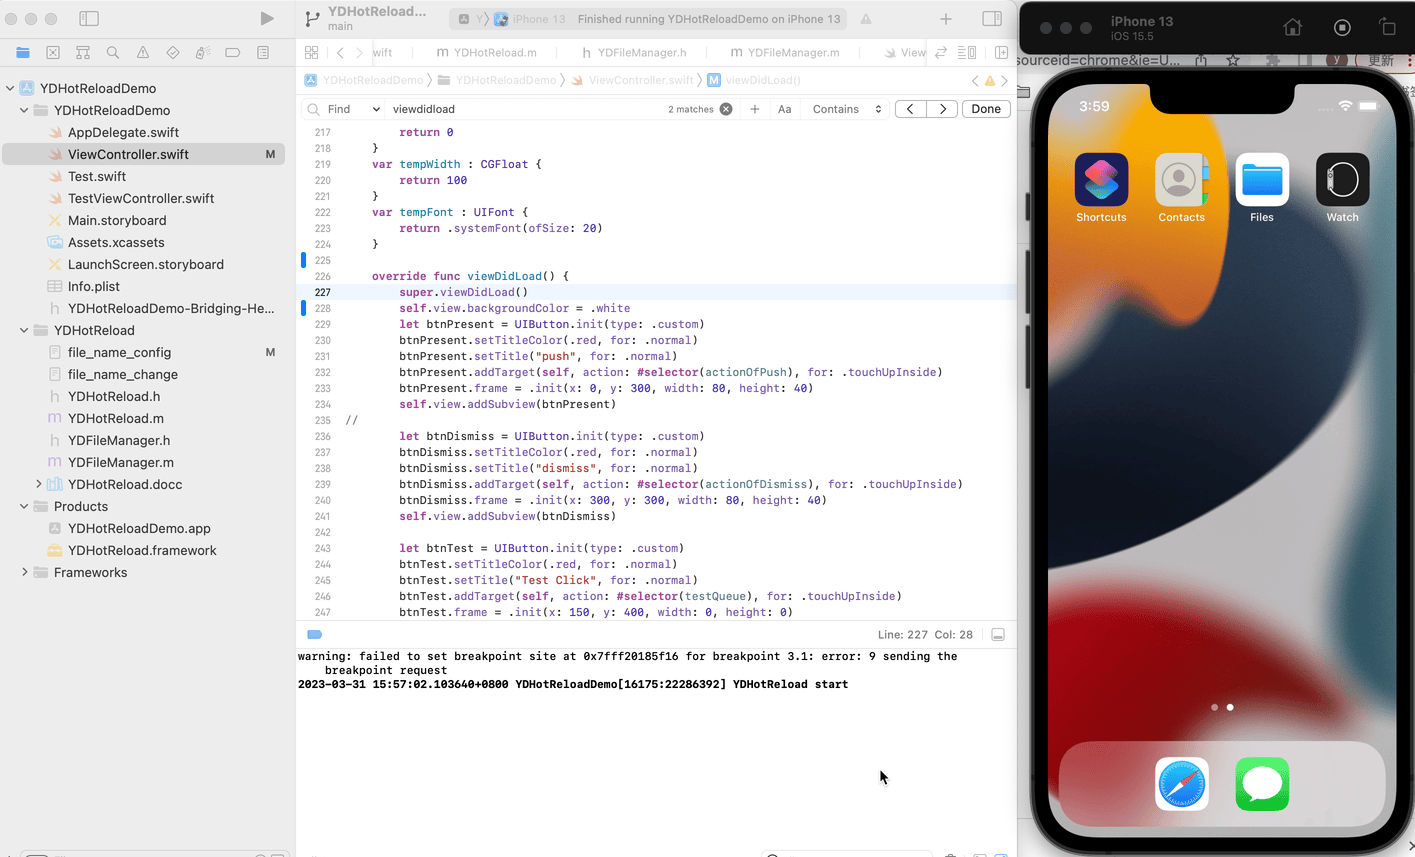 YDHotReloadD...
main
iPhone 13
Finished running YDHotReloadDemo on iPhone 13
YDHotReloadDemo
YDHotReloadDemo
AppDelegate.swift
ViewController.swift
M
Test.swift
TestViewController.swift
Main.storyboard
Assets.xcassets
LaunchScreen.storyboard
Info.plist
YDHotReloadDemo-Bridging-He...
YDHotReload
file_name_config
M
file_name_change
YDHotReload.h
YDHotReload.m
YDFileManager.h
YDFileManager.m
YDHotReload.docc
Products
YDHotReloadDemo.app
YDHotReload.framework
Frameworks
wift
m YDHotReload.m
h YDFileManager.h
m YDFileManager.m
View
YDHotReloadDemo
YDHotReloadDemo
ViewController.swift
M viewDidLoad()
Find
viewdidload
2 matches
Aa
Contains
Done
217 return 0
218 }
219 var tempWidth : CGFloat {
220 return 100
221 }
222 var tempFont : UIFont {
223 return .systemFont(ofSize: 20)
224 }
225
226 override func viewDidLoad() {
227 super.viewDidLoad()
228 self.view.backgroundColor = .white
229 let btnPresent = UIButton.init(type: .custom)
230 btnPresent.setTitleColor(.red, for: .normal)
231 btnPresent.setTitle("push", for: .normal)
232 btnPresent.addTarget(self, action: #selector(actionOfPush), for: .touchUpInside)
233 btnPresent.frame = .init(x: 0, y: 300, width: 80, height: 40)
234 self.view.addSubview(btnPresent)
235 //
236 let btnDismiss = UIButton.init(type: .custom)
237 btnDismiss.setTitleColor(.red, for: .normal)
238 btnDismiss.setTitle("dismiss", for: .normal)
239 btnDismiss.addTarget(self, action: #selector(actionOfDismiss), for: .touchUpInside)
240 btnDismiss.frame = .init(x: 300, y: 300, width: 80, height: 40)
241 self.view.addSubview(btnDismiss)
242
243 let btnTest = UIButton.init(type: .custom)
244 btnTest.setTitleColor(.red, for: .normal)
245 btnTest.setTitle("Test Click", for: .normal)
246 btnTest.addTarget(self, action: #selector(testQueue), for: .touchUpInside)
247 btnTest.frame = .init(x: 150, y: 400, width: 0, height: 0)
Line: 227 Col: 28
warning: failed to set breakpoint site at 0x7fff20185f16 for breakpoint 3.1: error: 9 sending the
breakpoint request
2023-03-31 15:57:02.103640+0800 YDHotReloadDemo[16175:22286392] YDHotReload start
iPhone 13
iOS 15.5
sourceid=chrome&ie=U...
y
更新
3:59
Shortcuts
Contacts
Files
Watch